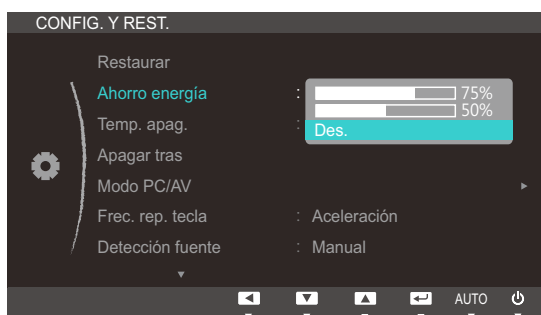 CONFIG. Y REST.
Restaurar
Ahorro energía : 75%
50%
Temp. apag. : Des.
Apagar tras
Modo PC/AV
Frec. rep. tecla : Aceleración
Detección fuente : Manual
AUTO